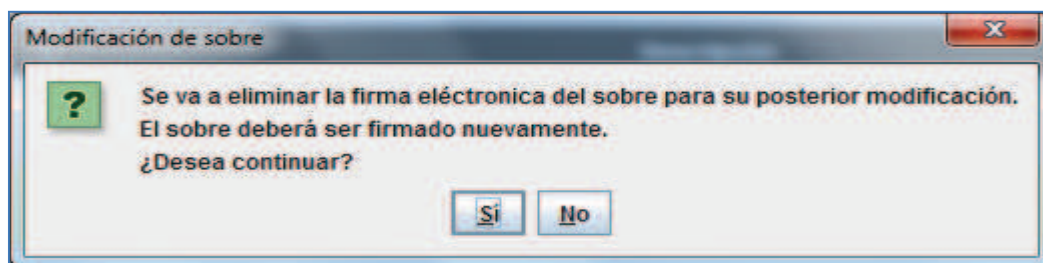 Modificación de sobre
Se va a eliminar la firma eléctronica del sobre para su posterior modificación.
El sobre deberá ser firmado nuevamente.
¿Desea continuar?
Sí No